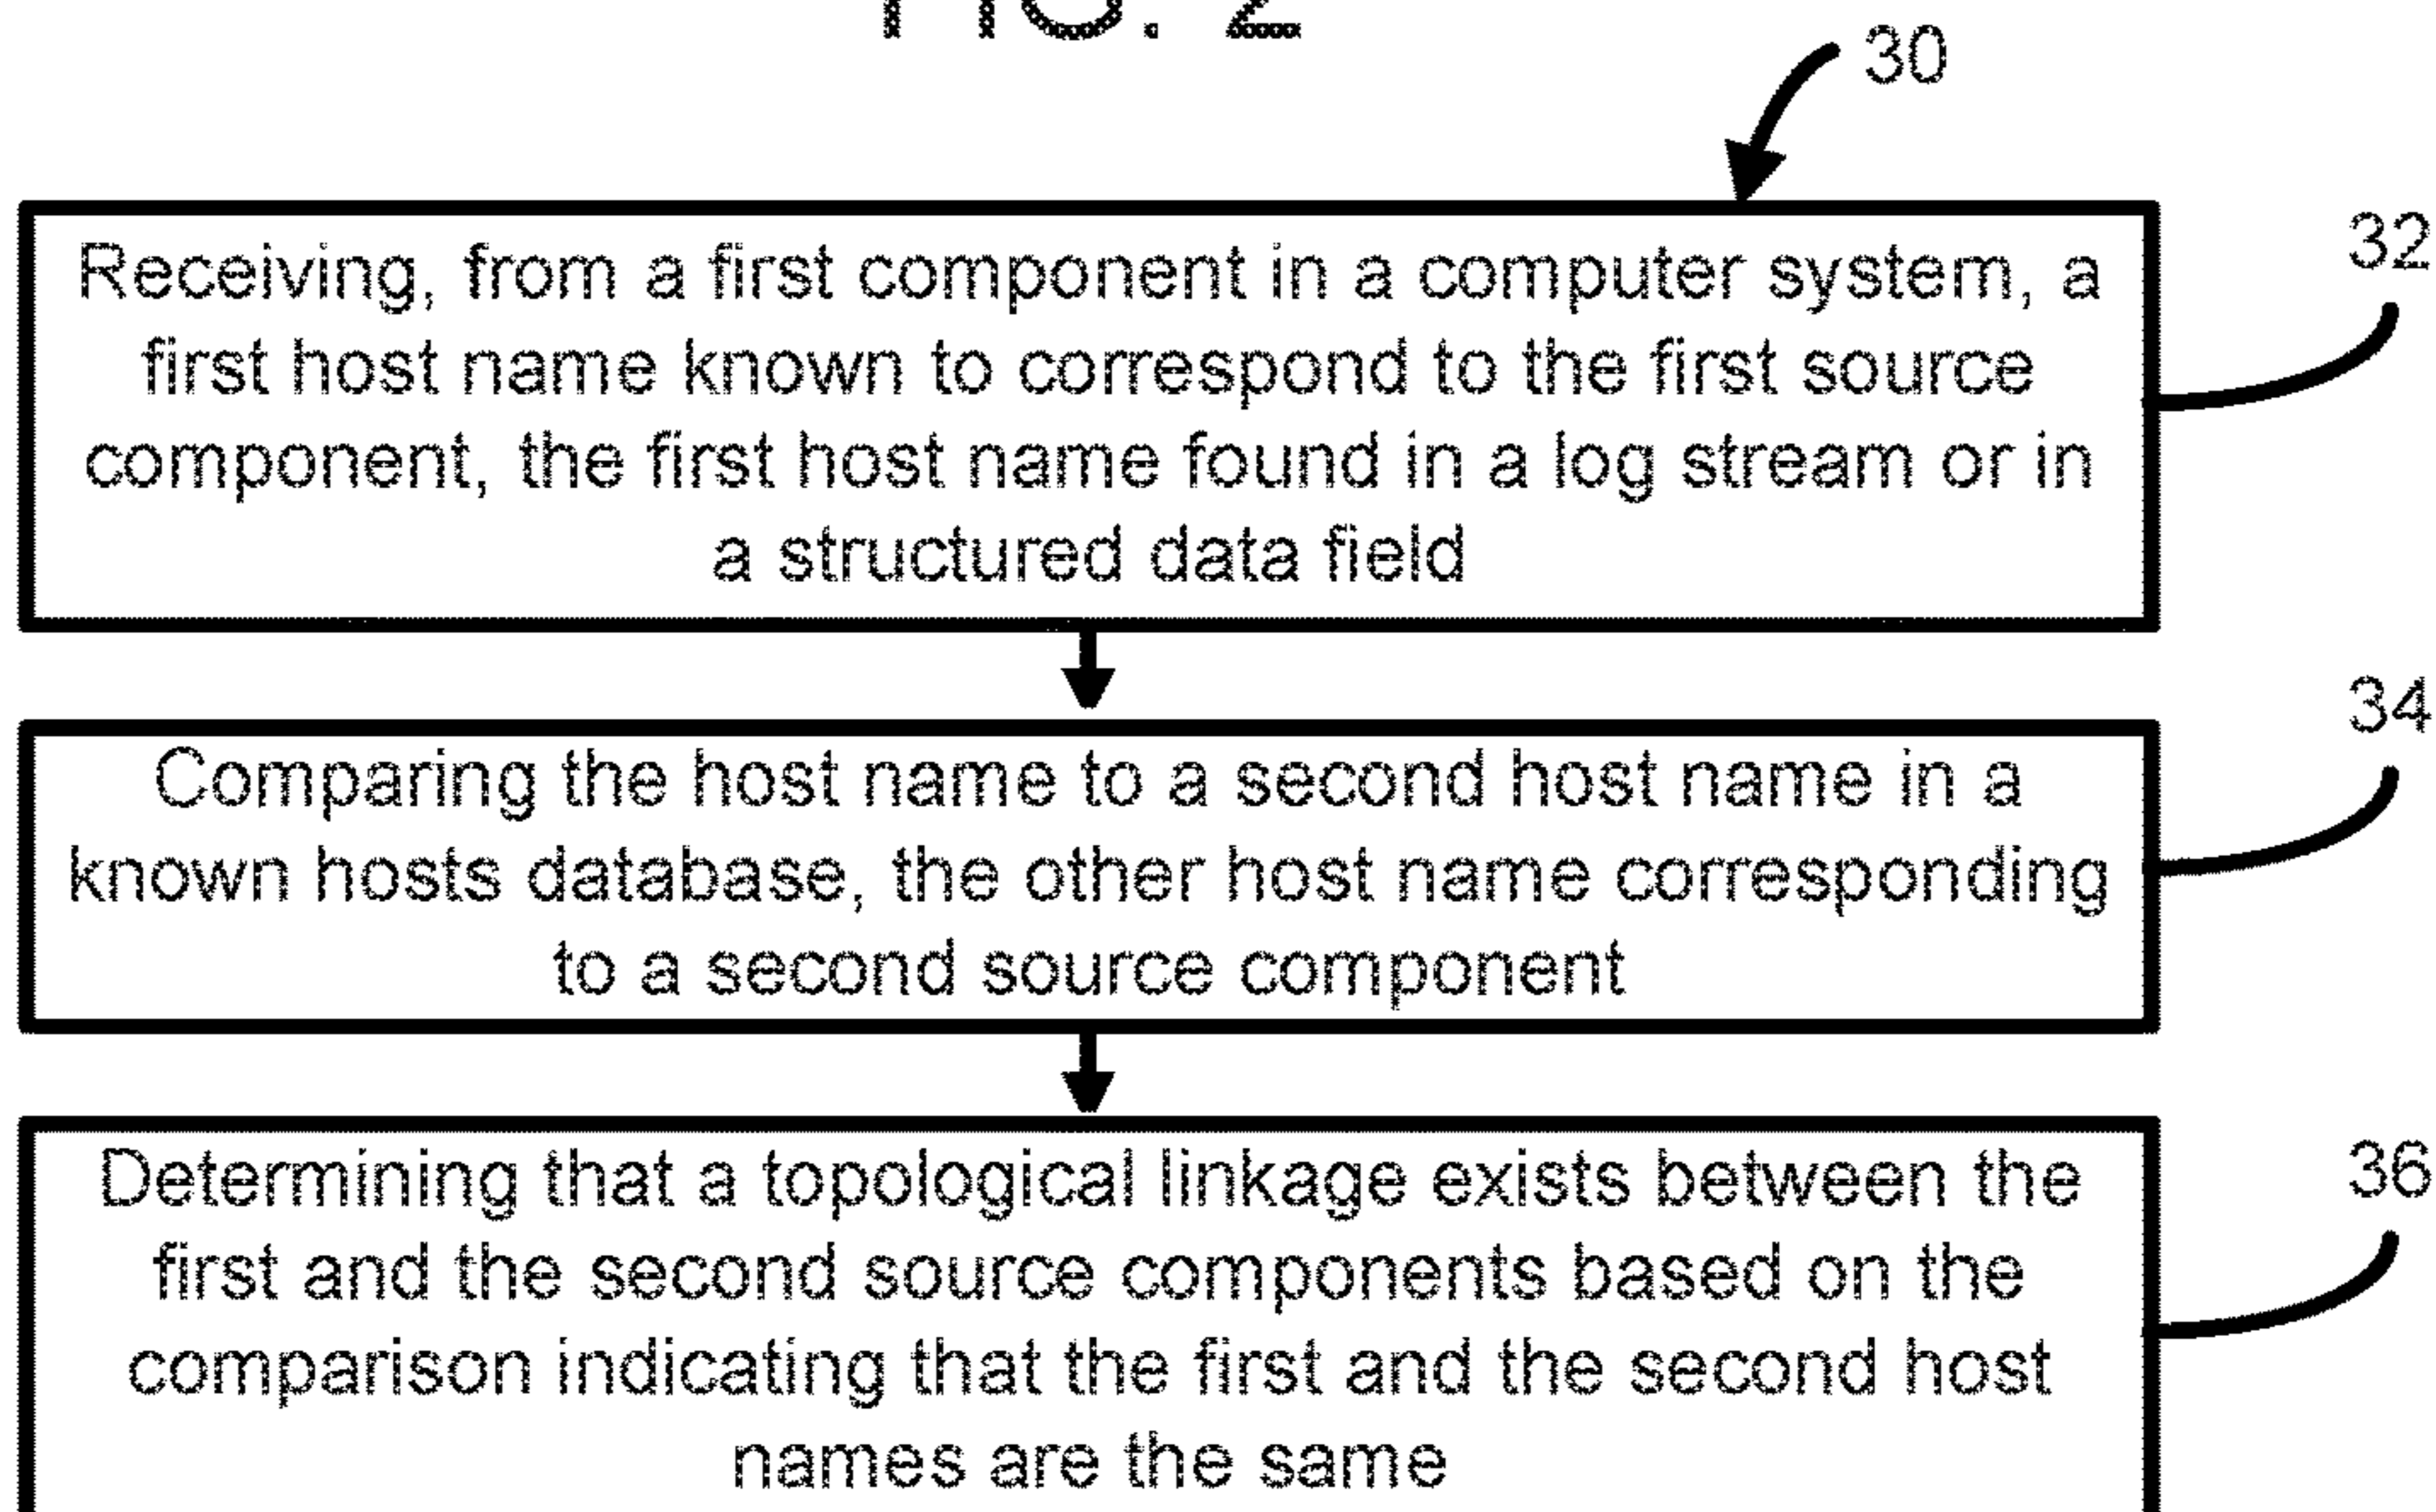 FIG. 2
30
Receiving, from a first component in a computer system, a
32
first host name known to correspond to the first source
component, the first host name found in a log stream or in
a structured data field
34
Comparing the host name to a second host name in a
known hosts database, the other host name corresponding
to a second source component
36
Determining that a topological linkage exists between the
first and the second source components based on the
comparison indicating that the first and the second host
names are the same